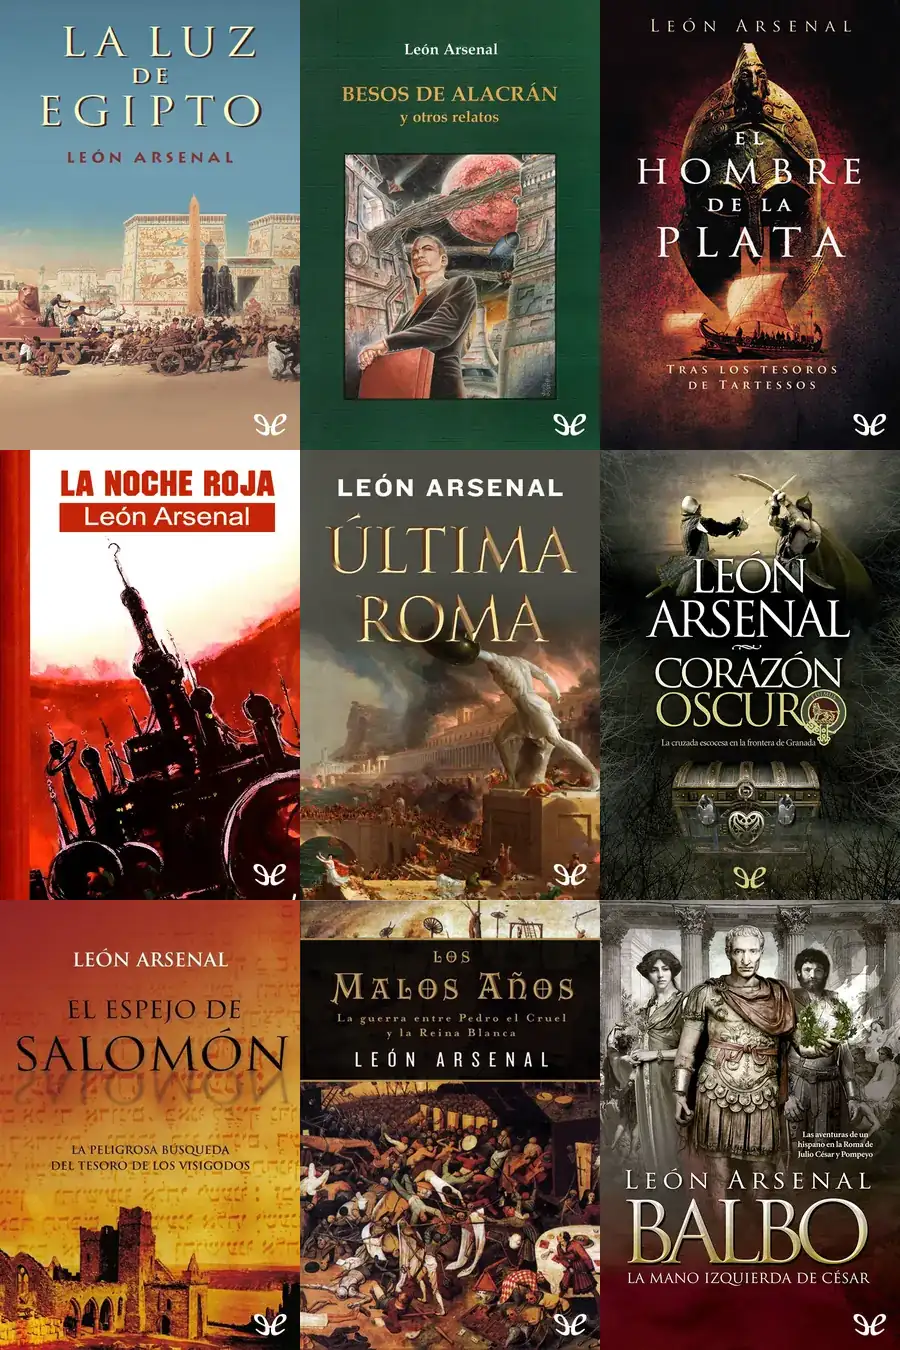 LA LUZ
DE
EGIPTO
LEÓN ARSENAL
León Arsenal
BESOS DE ALACRÁN
y otros relatos
LEÓN ARSENAL
EL
HOMBRE
DE LA
PLATA
TRAS LOS TESOROS
DE TARTESSOS
LA NOCHE ROJA
León Arsenal
LEÓN ARSENAL
ÚLTIMA
ROMA
LEÓN
ARSENAL
CORAZÓN
OSCURO
La cruzada escocesa en la frontera de Granada
LEÓN ARSENAL
EL ESPEJO DE
SALOMÓN
LA PELIGROSA BÚSQUEDA
DEL TESORO DE LOS VISIGODOS
LOS
MALOS AÑOS
La guerra entre Pedro el Cruel
y la Reina Blanca
LEÓN ARSENAL
Las aventuras de un
hispano en la Roma de
Julio César y Pompeyo
LEÓN ARSENAL
BALBO
LA MANO IZQUIERDA DE CÉSAR